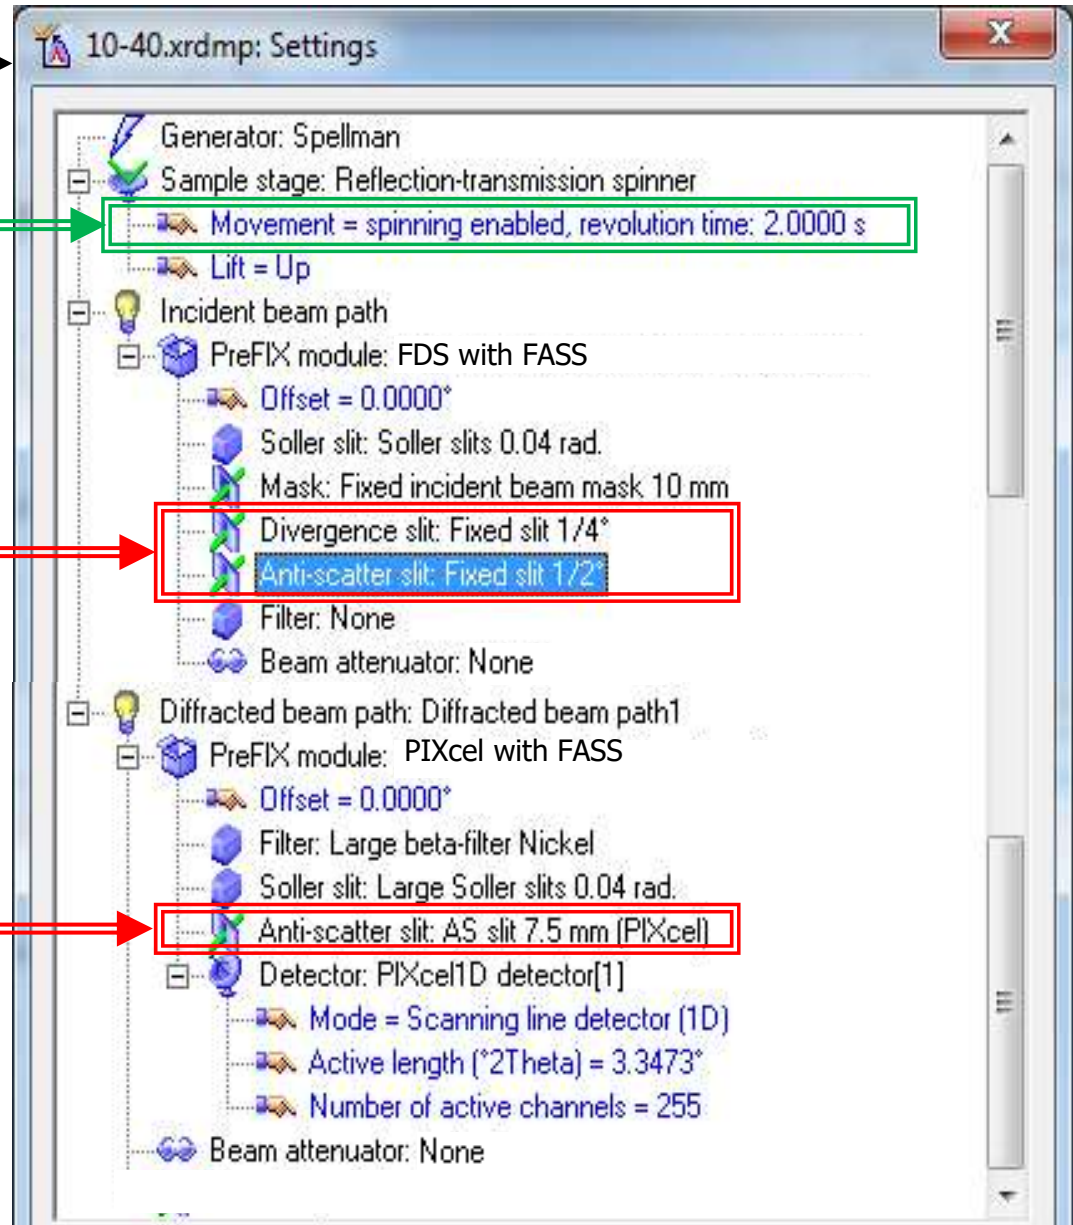 10-40.xrdmp: Settings
Generator: Spellman
Sample stage: Reflection-transmission spinner
Movement = spinning enabled, revolution time: 2.0000 s
Lift = Up
Incident beam path
PreFIX module: FDS with FASS
Offset = 0.0000°
Soller slit: Soller slits 0.04 rad.
Mask: Fixed incident beam mask 10 mm
Divergence slit: Fixed slit 1/4°
Anti-scatter slit: Fixed slit 1/2°
Filter: None
Beam attenuator: None
Diffracted beam path: Diffracted beam path1
PreFIX module: PIXcel with FASS
Offset = 0.0000°
Filter: Large beta-filter Nickel
Soller slit: Large Soller slits 0.04 rad.
Anti-scatter slit: AS slit 7.5 mm (PIXcel)
Detector: PIXcel1D detector[1]
Mode = Scanning line detector (1D)
Active length (°2Theta) = 3.3473°
Number of active channels = 255
Beam attenuator: None